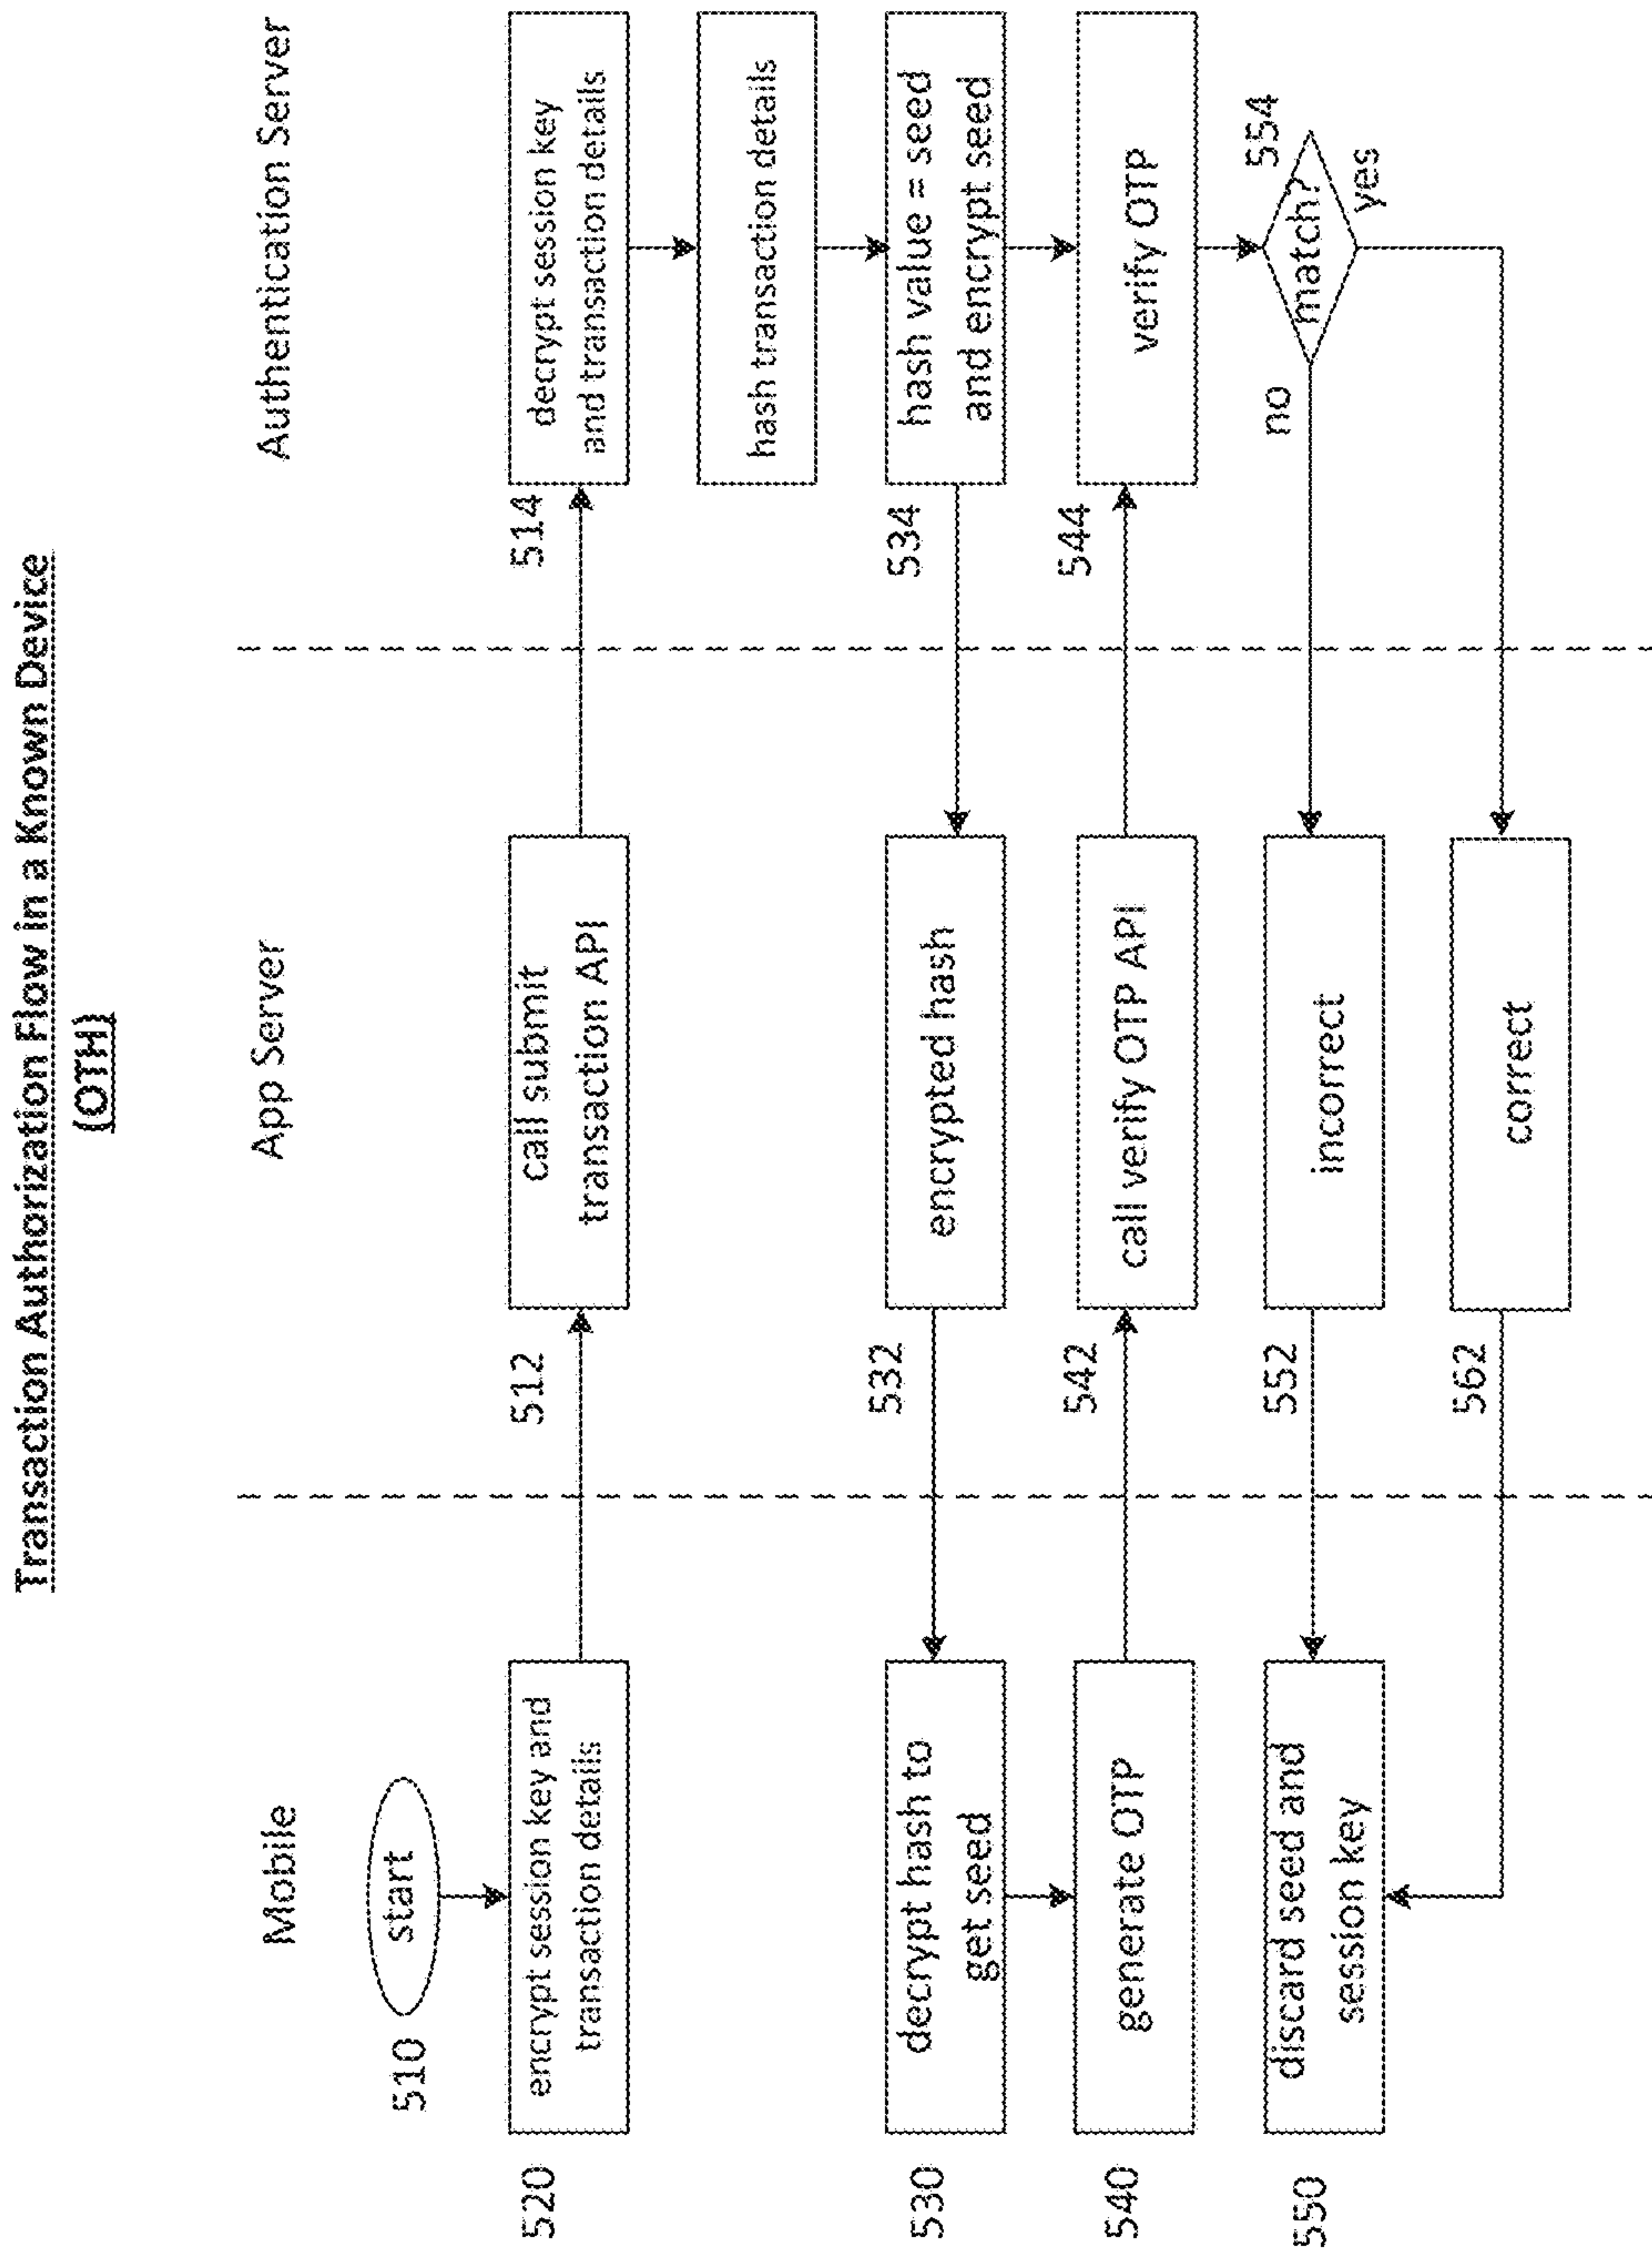 Transaction Authorization Flow in a Known Device
(OTH)
Mobile
App Server
Authentication Server
510
start
520
encrypt session key and
transaction details
512
call submit
transaction API
514
decrypt session key
and transaction details
hash transaction details
530
decrypt hash to
get seed
532
encrypted hash
534
hash value = seed
and encrypt seed
540
generate OTP
542
call verify OTP API
544
verify OTP
550
discard seed and
session key
552
incorrect
no
match?
554
yes
562
correct